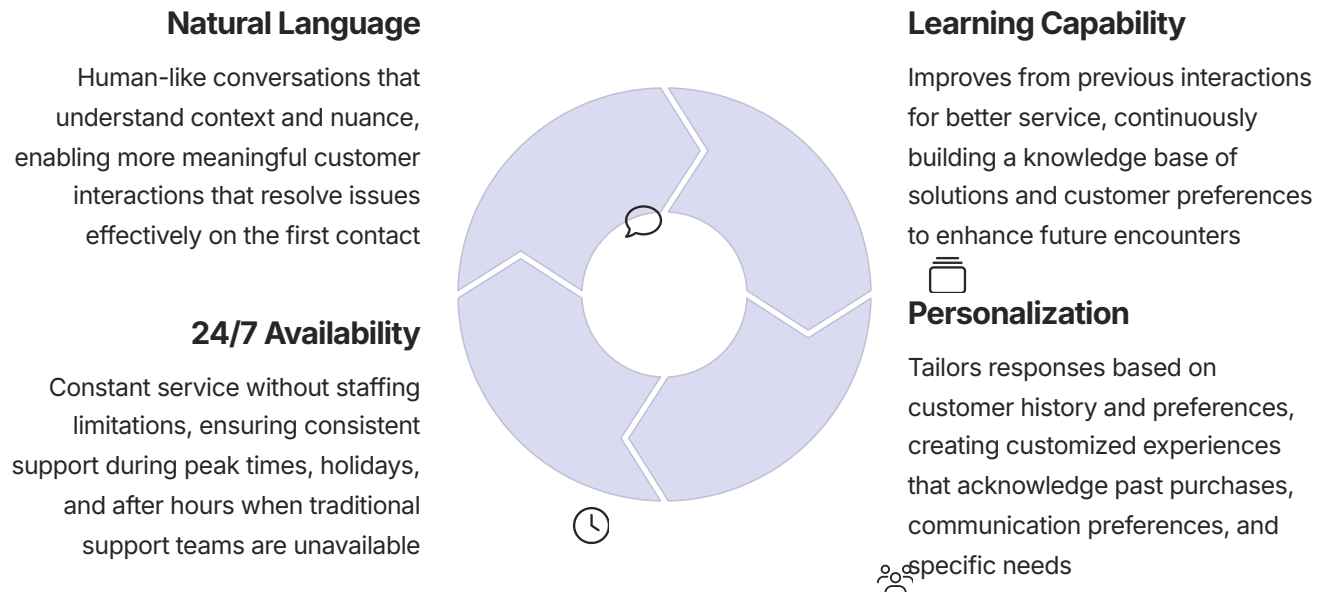 Natural Language
Human-like conversations that
understand context and nuance,
enabling more meaningful customer
interactions that resolve issues
effectively on the first contact
24/7 Availability
Constant service without staffing
limitations, ensuring consistent
support during peak times, holidays,
and after hours when traditional
support teams are unavailable
Learning Capability
Improves from previous interactions
for better service, continuously
building a knowledge base of
solutions and customer preferences
to enhance future encounters
Personalization
Tailors responses based on
customer history and preferences,
creating customized experiences
that acknowledge past purchases,
communication preferences, and
specific needs